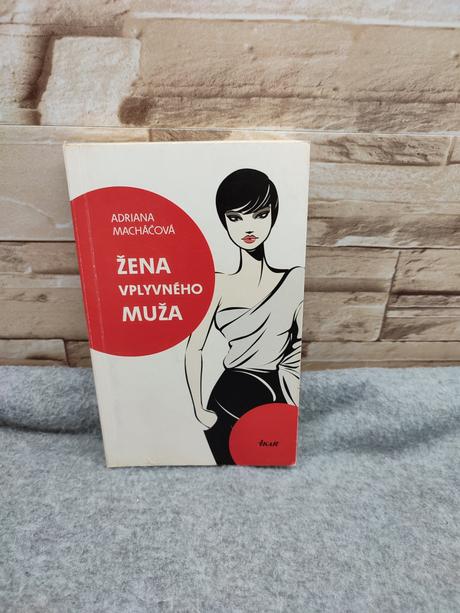 ADRIANA
MACHÁČOVÁ
ŽENA
VPLYVNÉHO
MUŽA
IKAR